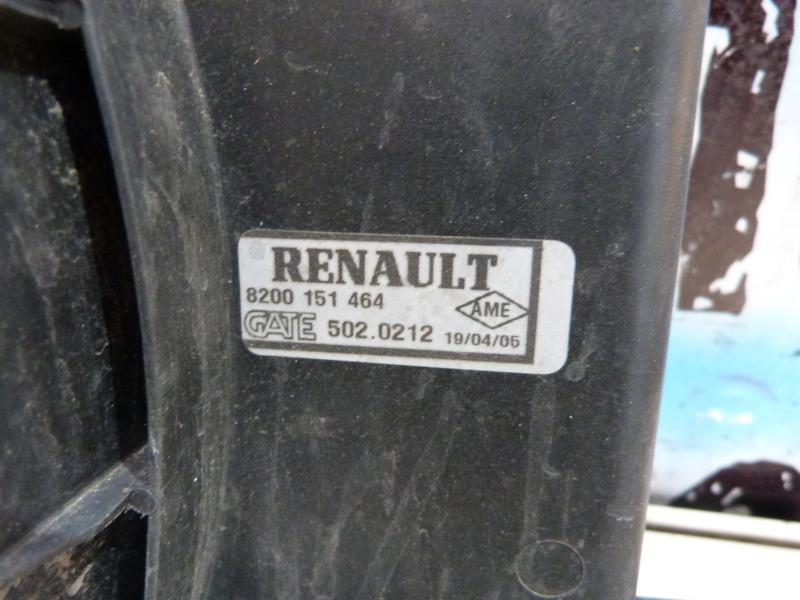 RENAULT
8200 151 464
AME
GATE 502.0212 19/04/05